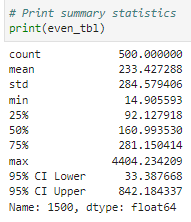 # Print summary statistics
print(even_tbl)
count 500.000000
mean 233.427288
std 284.579406
min 14.905593
25% 92.127918
50% 160.993530
75% 281.150414
max 4404.234209
95% CI Lower 33.387668
95% CI Upper 842.184337
Name: 1500, dtype: float64